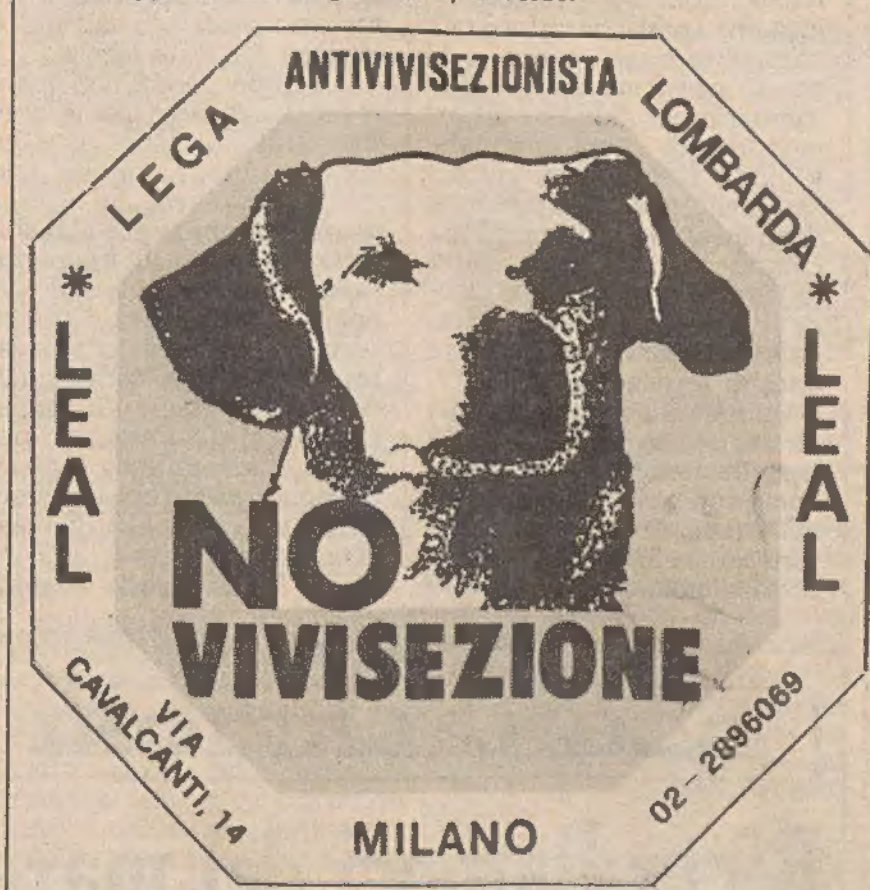 LEGA
ANTIVIVISEZIONISTA
LOMBARDA
* LEAL
* LEAL
NO
VIVISEZIONE
VIA
CAVALCANTI, 14
MILANO
02-2896069